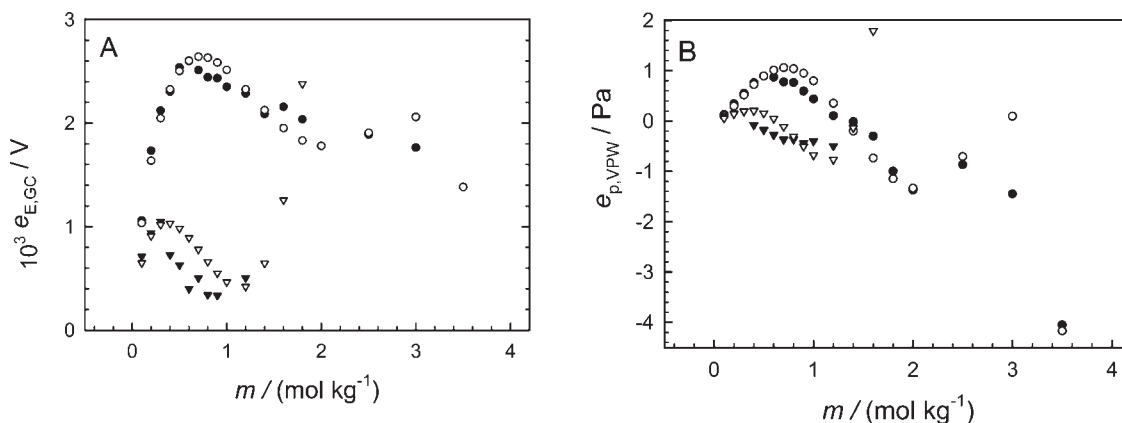 A
3
2
1
0
10³ e_E,GC / V
0 1 2 3 4
m / (mol kg⁻¹)
B
2
1
0
-1
-2
-3
-4
e_p,VPW / Pa
0 1 2 3 4
m / (mol kg⁻¹)